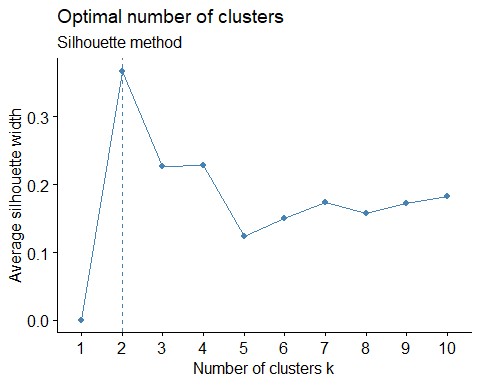 Optimal number of clusters
Silhouette method
Average silhouette width
0.3
0.2
0.1
0.0
1 2 3 4 5 6 7 8 9 10
Number of clusters k